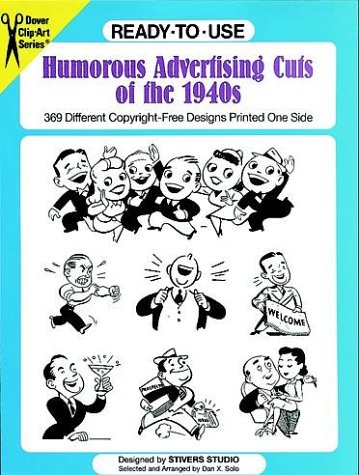 Dover
Clip-Art
Series®
READY-TO-USE
Humorous Advertising Cuts
of the 1940s
369 Different Copyright-Free Designs Printed One Side
WELCOME
Designed by STIVERS STUDIO
Selected and Arranged by Dan X. Solo